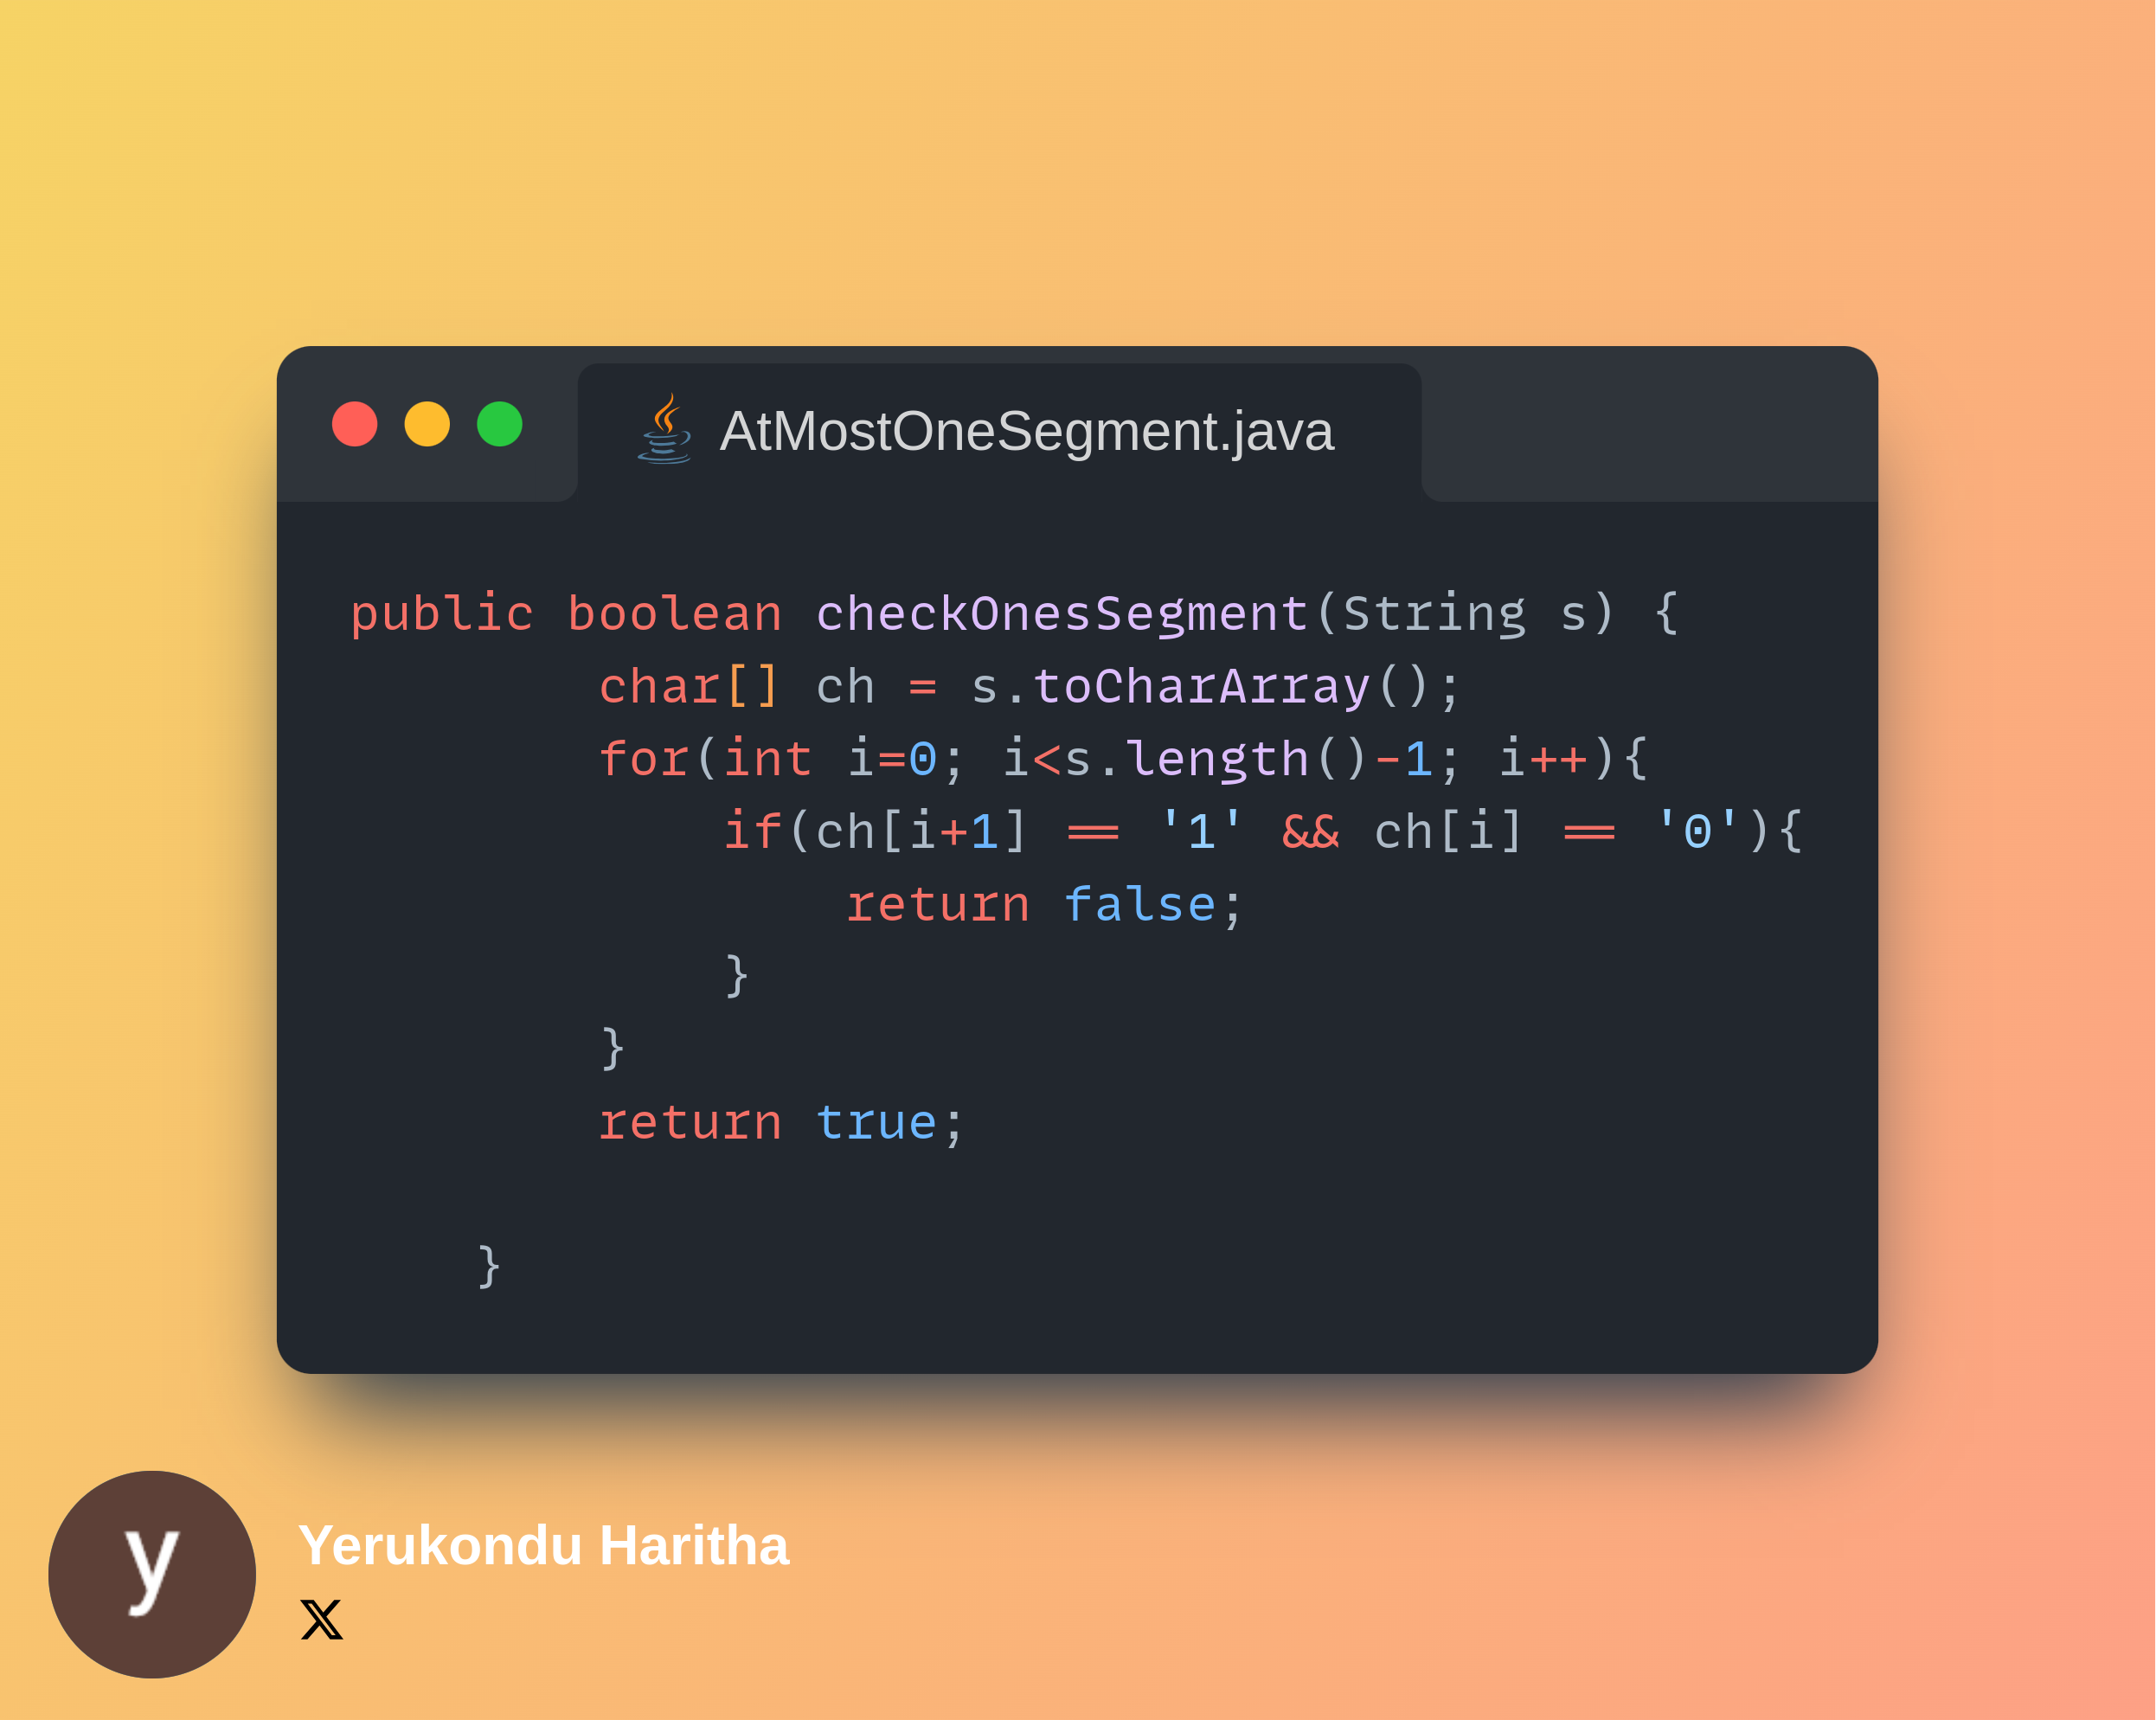 AtMostOneSegment.java
public boolean checkOnesSegment(String s) {
        char[] ch = s.toCharArray();
        for(int i=0; i<s.length()-1; i++){
            if(ch[i+1] == '1' && ch[i] == '0'){
                return false;
            }
        }
        return true;
    }
y
Yerukondu Haritha